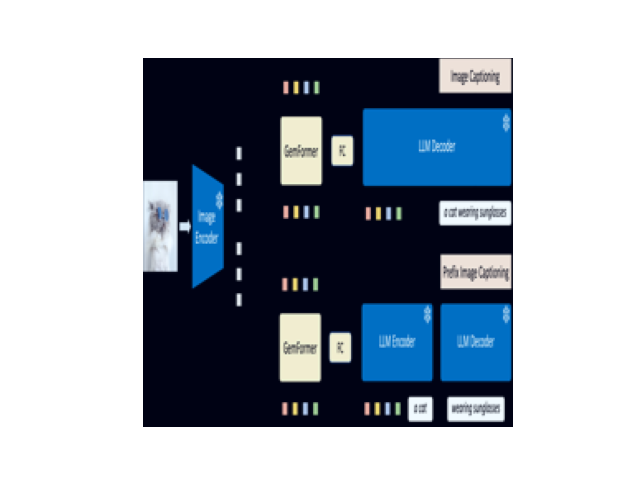 Image Captioning
GemFormer
FC
LLM Decoder
Image
Encoder
a cat wearing sunglasses
Prefix Image Captioning
GemFormer
FC
LLM Encoder
LLM Decoder
a cat
wearing sunglasses